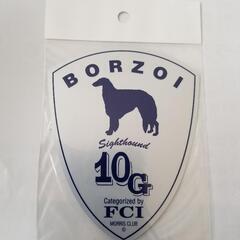 BORZOI
Sighthound
10G
Categorized by
FCI
MORRIS CLUB
©